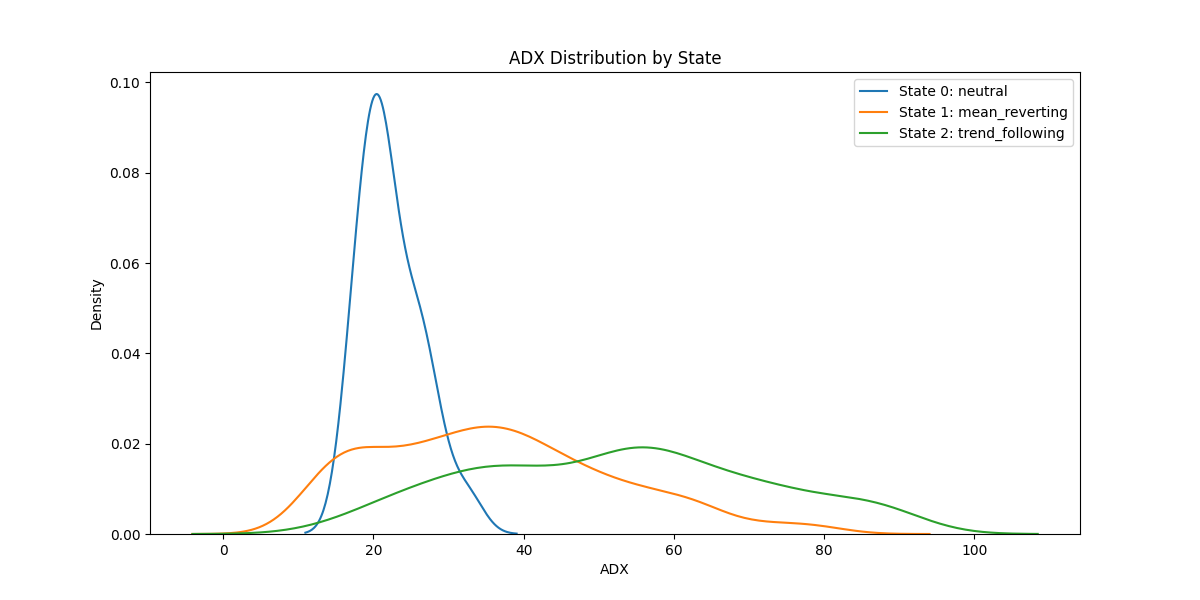 ADX Distribution by State
State 0: neutral
State 1: mean_reverting
State 2: trend_following
Density
0.10
0.08
0.06
0.04
0.02
0.00
0 20 40 60 80 100
ADX